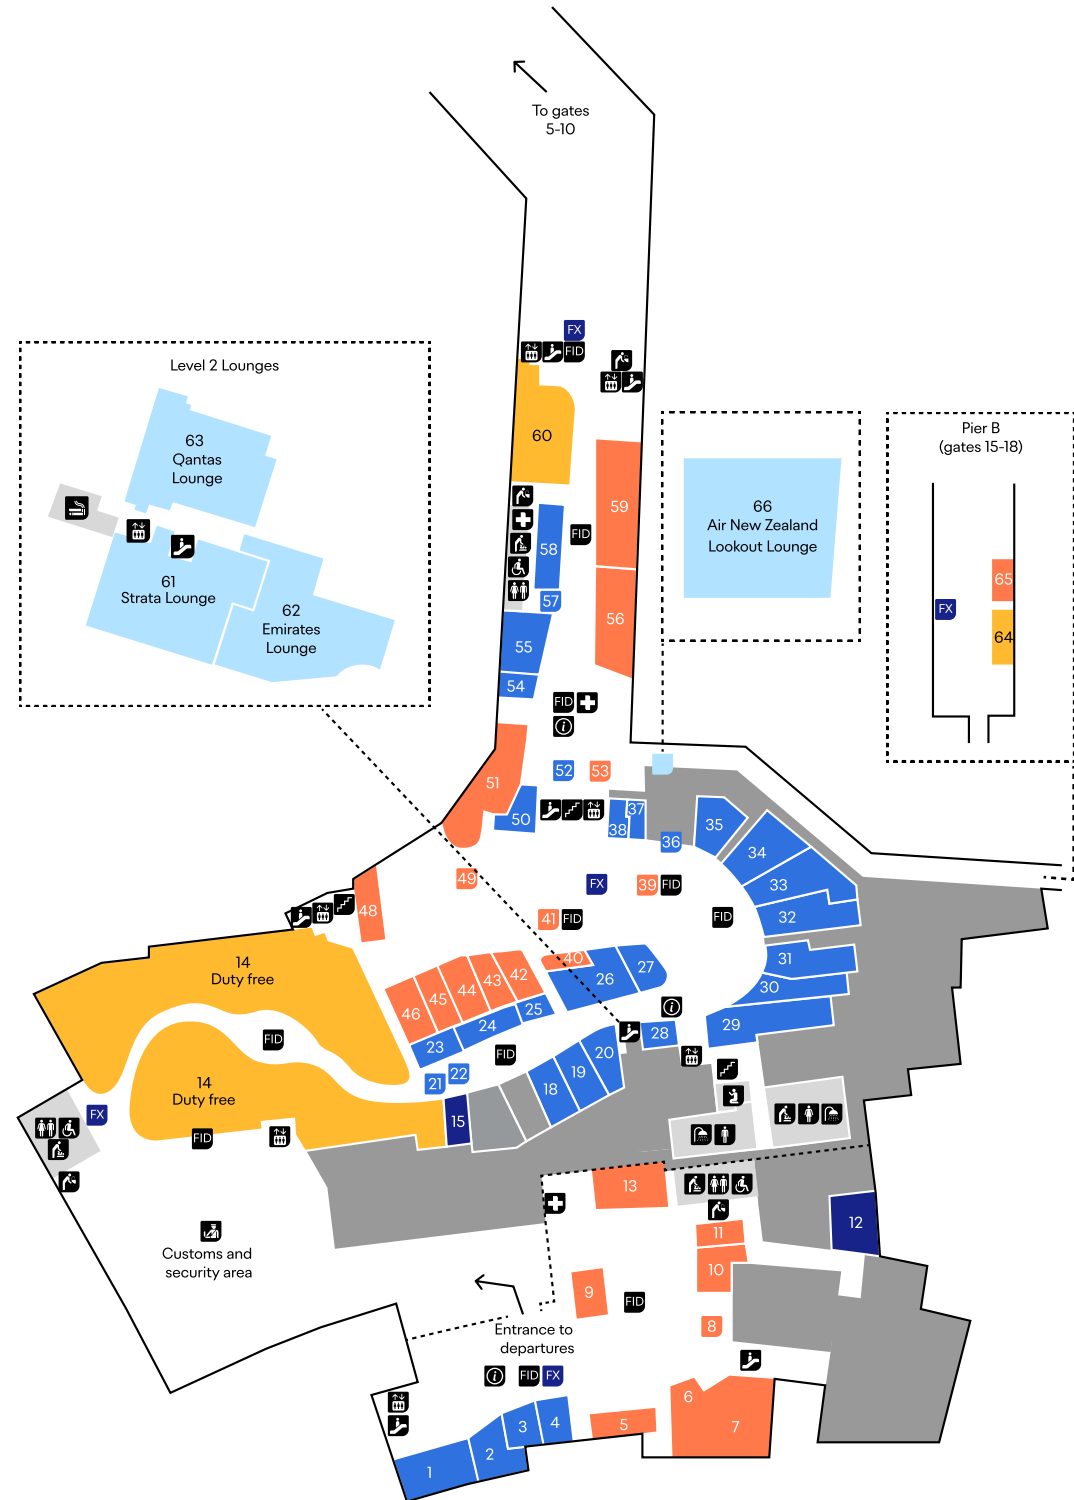 To gates
5-10
FX
FID
Level 2 Lounges
63
Qantas
Lounge
61
Strata Lounge
62
Emirates
Lounge
60
59
FID
58
57
56
55
54
66
Air New Zealand
Lookout Lounge
Pier B
(gates 15-18)
65
FX
64
FID
i
52
53
51
50
37
38
36
35
34
33
32
31
30
29
49
FX
39
FID
48
41
FID
FID
14
Duty free
40
42
43
44
45
46
27
26
25
24
23
i
28
FID
FID
22
21
20
19
18
14
Duty free
15
FX
FID
13
12
11
10
Customs and
security area
9
FID
8
Entrance to
departures
i
FID
FX
6
7
5
4
3
2
1